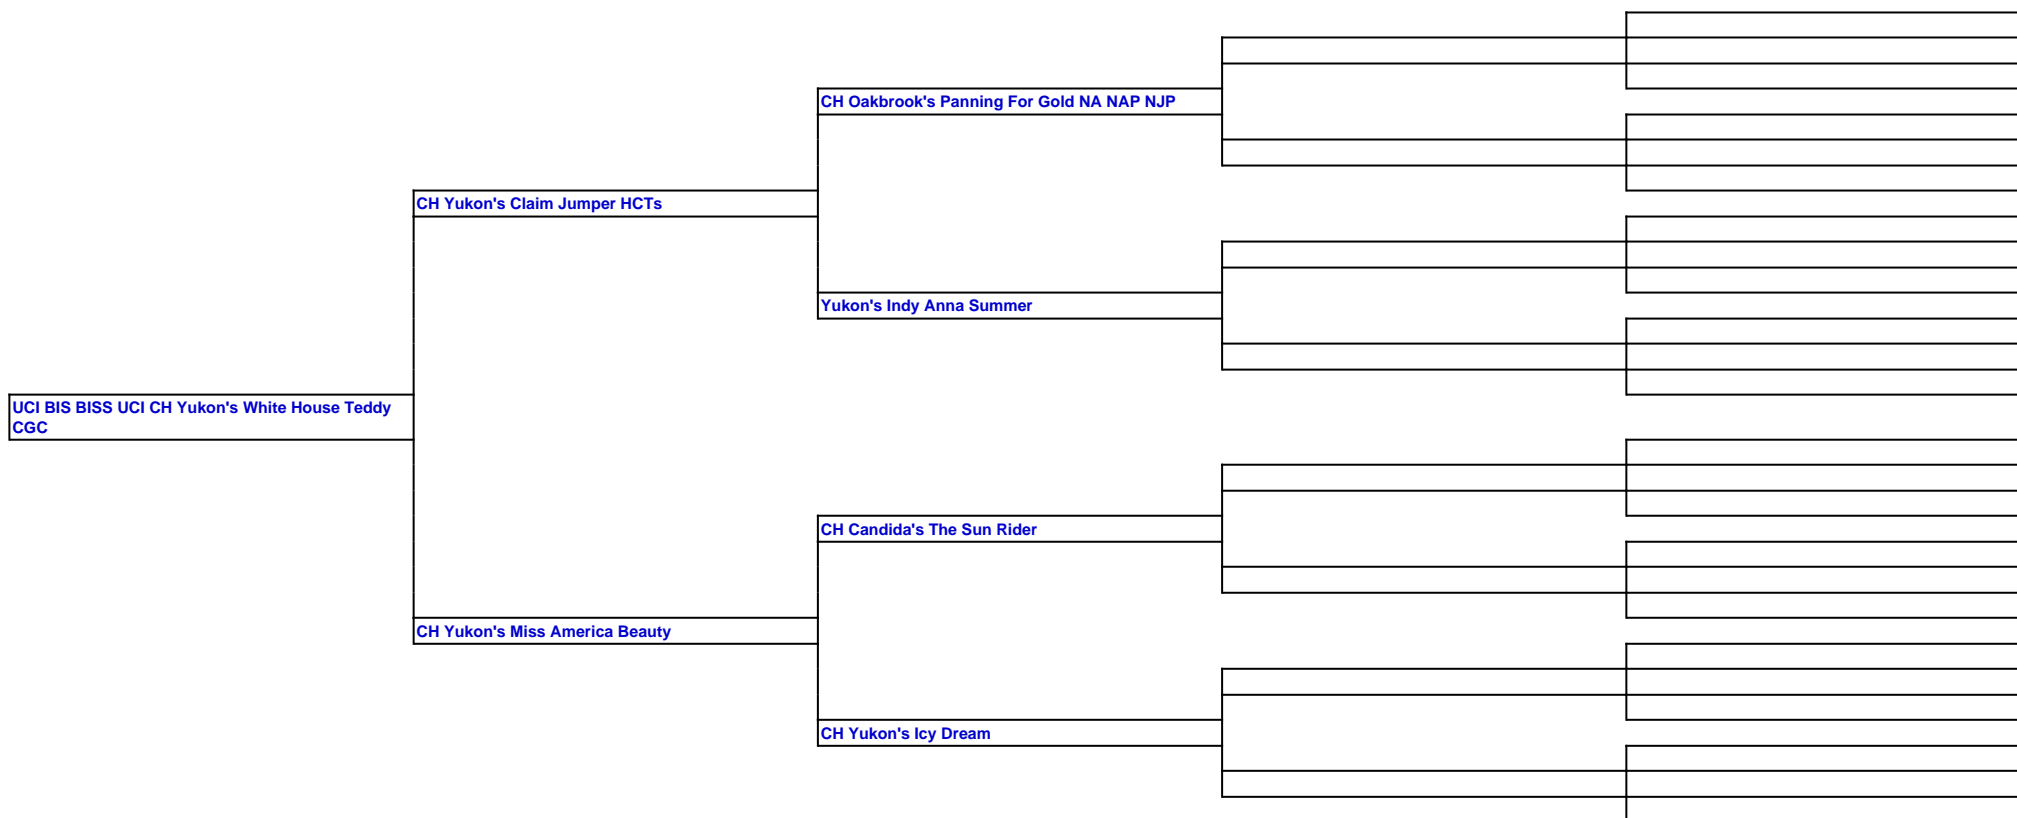 CH Oakbrook's Panning For Gold NA NAP NJP
CH Yukon's Claim Jumper HCTs
Yukon's Indy Anna Summer
UCI BIS BISS UCI CH Yukon's White House Teddy
CGC
CH Candida's The Sun Rider
CH Yukon's Miss America Beauty
CH Yukon's Icy Dream